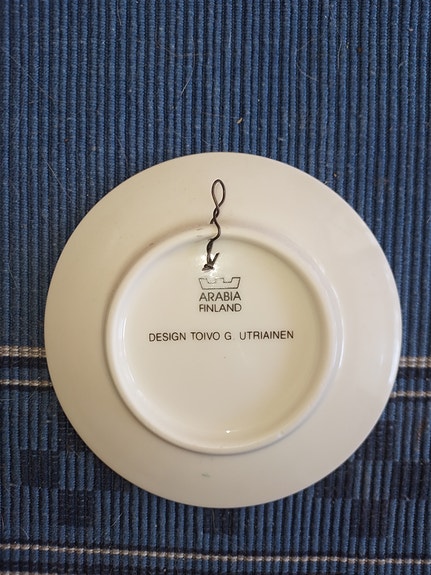 ARABIA
FINLAND
DESIGN TOIVO G. UTRIAINEN